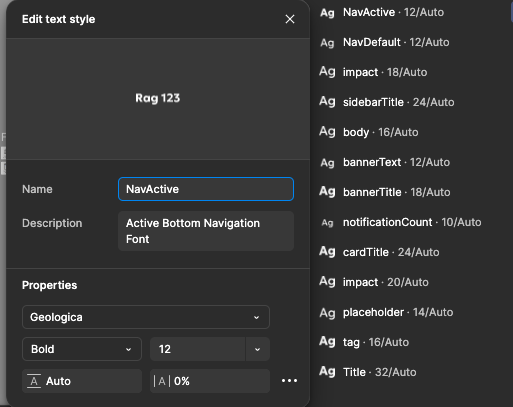 Edit text style
Rag 123
Name
NavActive
Description
Active Bottom Navigation
Font
Properties
Geologica
Bold
12
A Auto
|A| 0%
Ag NavActive · 12/Auto
Ag NavDefault · 12/Auto
Ag impact · 18/Auto
Ag sidebarTitle · 24/Auto
Ag body · 16/Auto
Ag bannerText · 12/Auto
Ag bannerTitle · 18/Auto
Ag notificationCount · 10/Auto
Ag cardTitle · 24/Auto
Ag impact · 20/Auto
Ag placeholder · 14/Auto
Ag tag · 16/Auto
Ag Title · 32/Auto